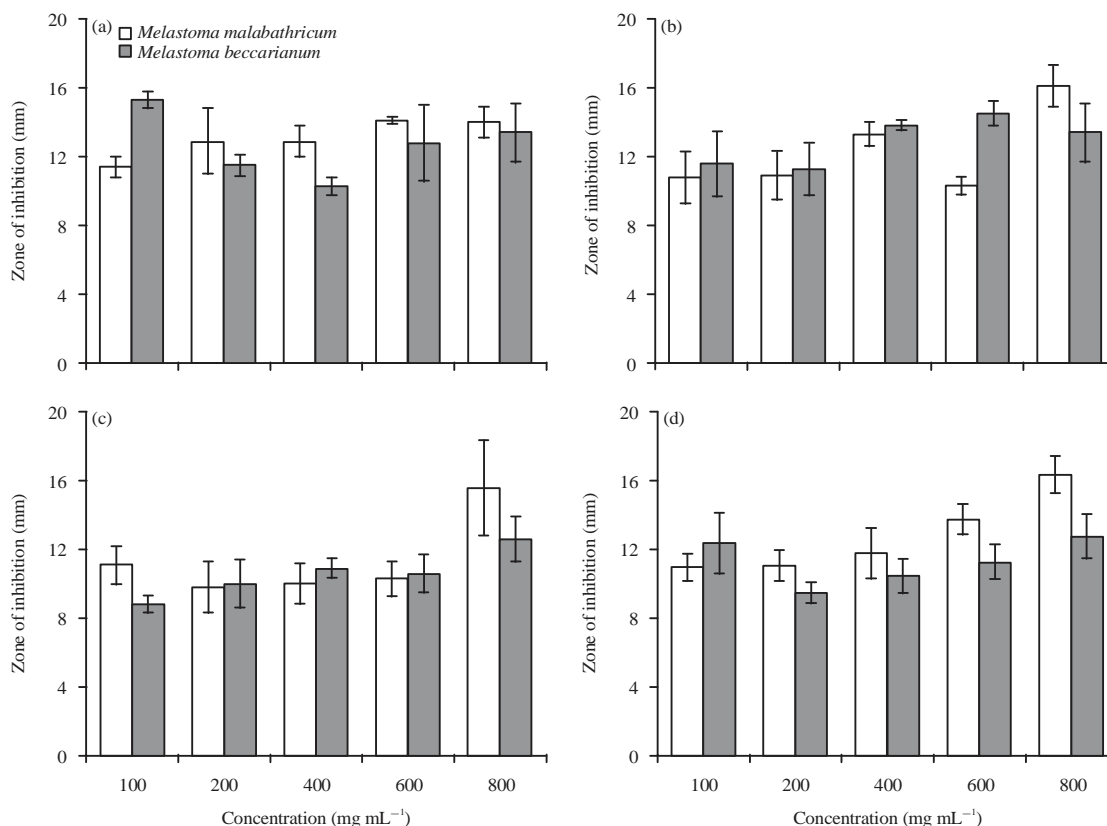 (a)
Melastoma malabathricum
Melastoma beccarianum
Zone of inhibition (mm)
20
16
12
8
4
0
(b)
Zone of inhibition (mm)
20
16
12
8
4
0
(c)
Zone of inhibition (mm)
20
16
12
8
4
0
100 200 400 600 800
Concentration (mg mL⁻¹)
(d)
Zone of inhibition (mm)
20
16
12
8
4
0
100 200 400 600 800
Concentration (mg mL⁻¹)